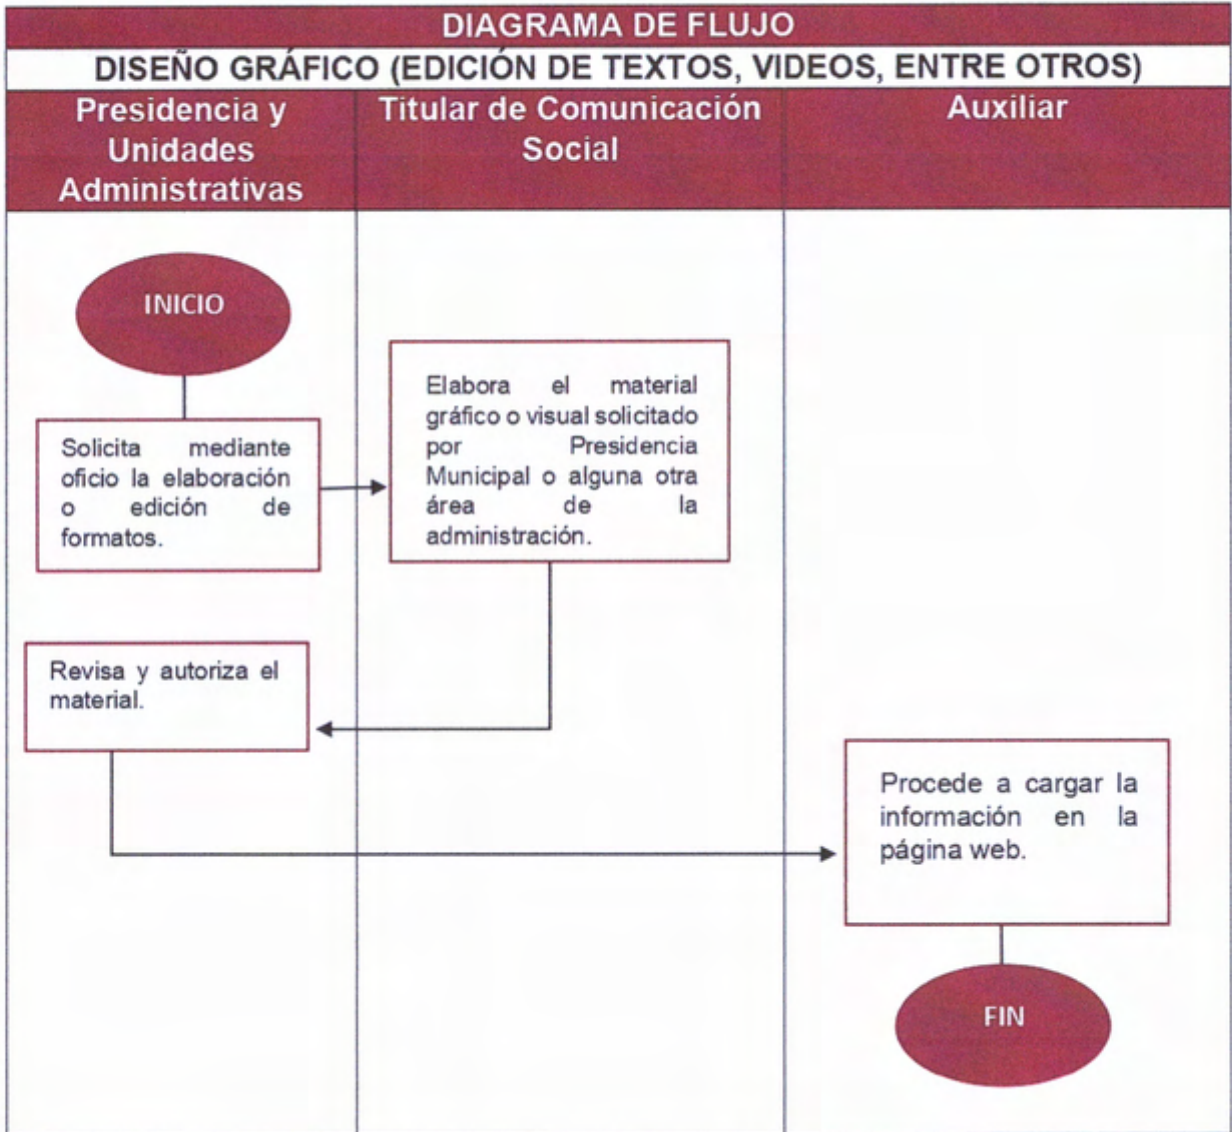 DIAGRAMA DE FLUJO
DISEÑO GRÁFICO (EDICIÓN DE TEXTOS, VIDEOS, ENTRE OTROS)
Presidencia y
Unidades
Administrativas
Titular de Comunicación
Social
Auxiliar
INICIO
Solicita mediante
oficio la elaboración
o edición de
formatos.
Elabora el material
gráfico o visual solicitado
por Presidencia
Municipal o alguna otra
área de la
administración.
Revisa y autoriza el
material.
Procede a cargar la
información en la
página web.
FIN